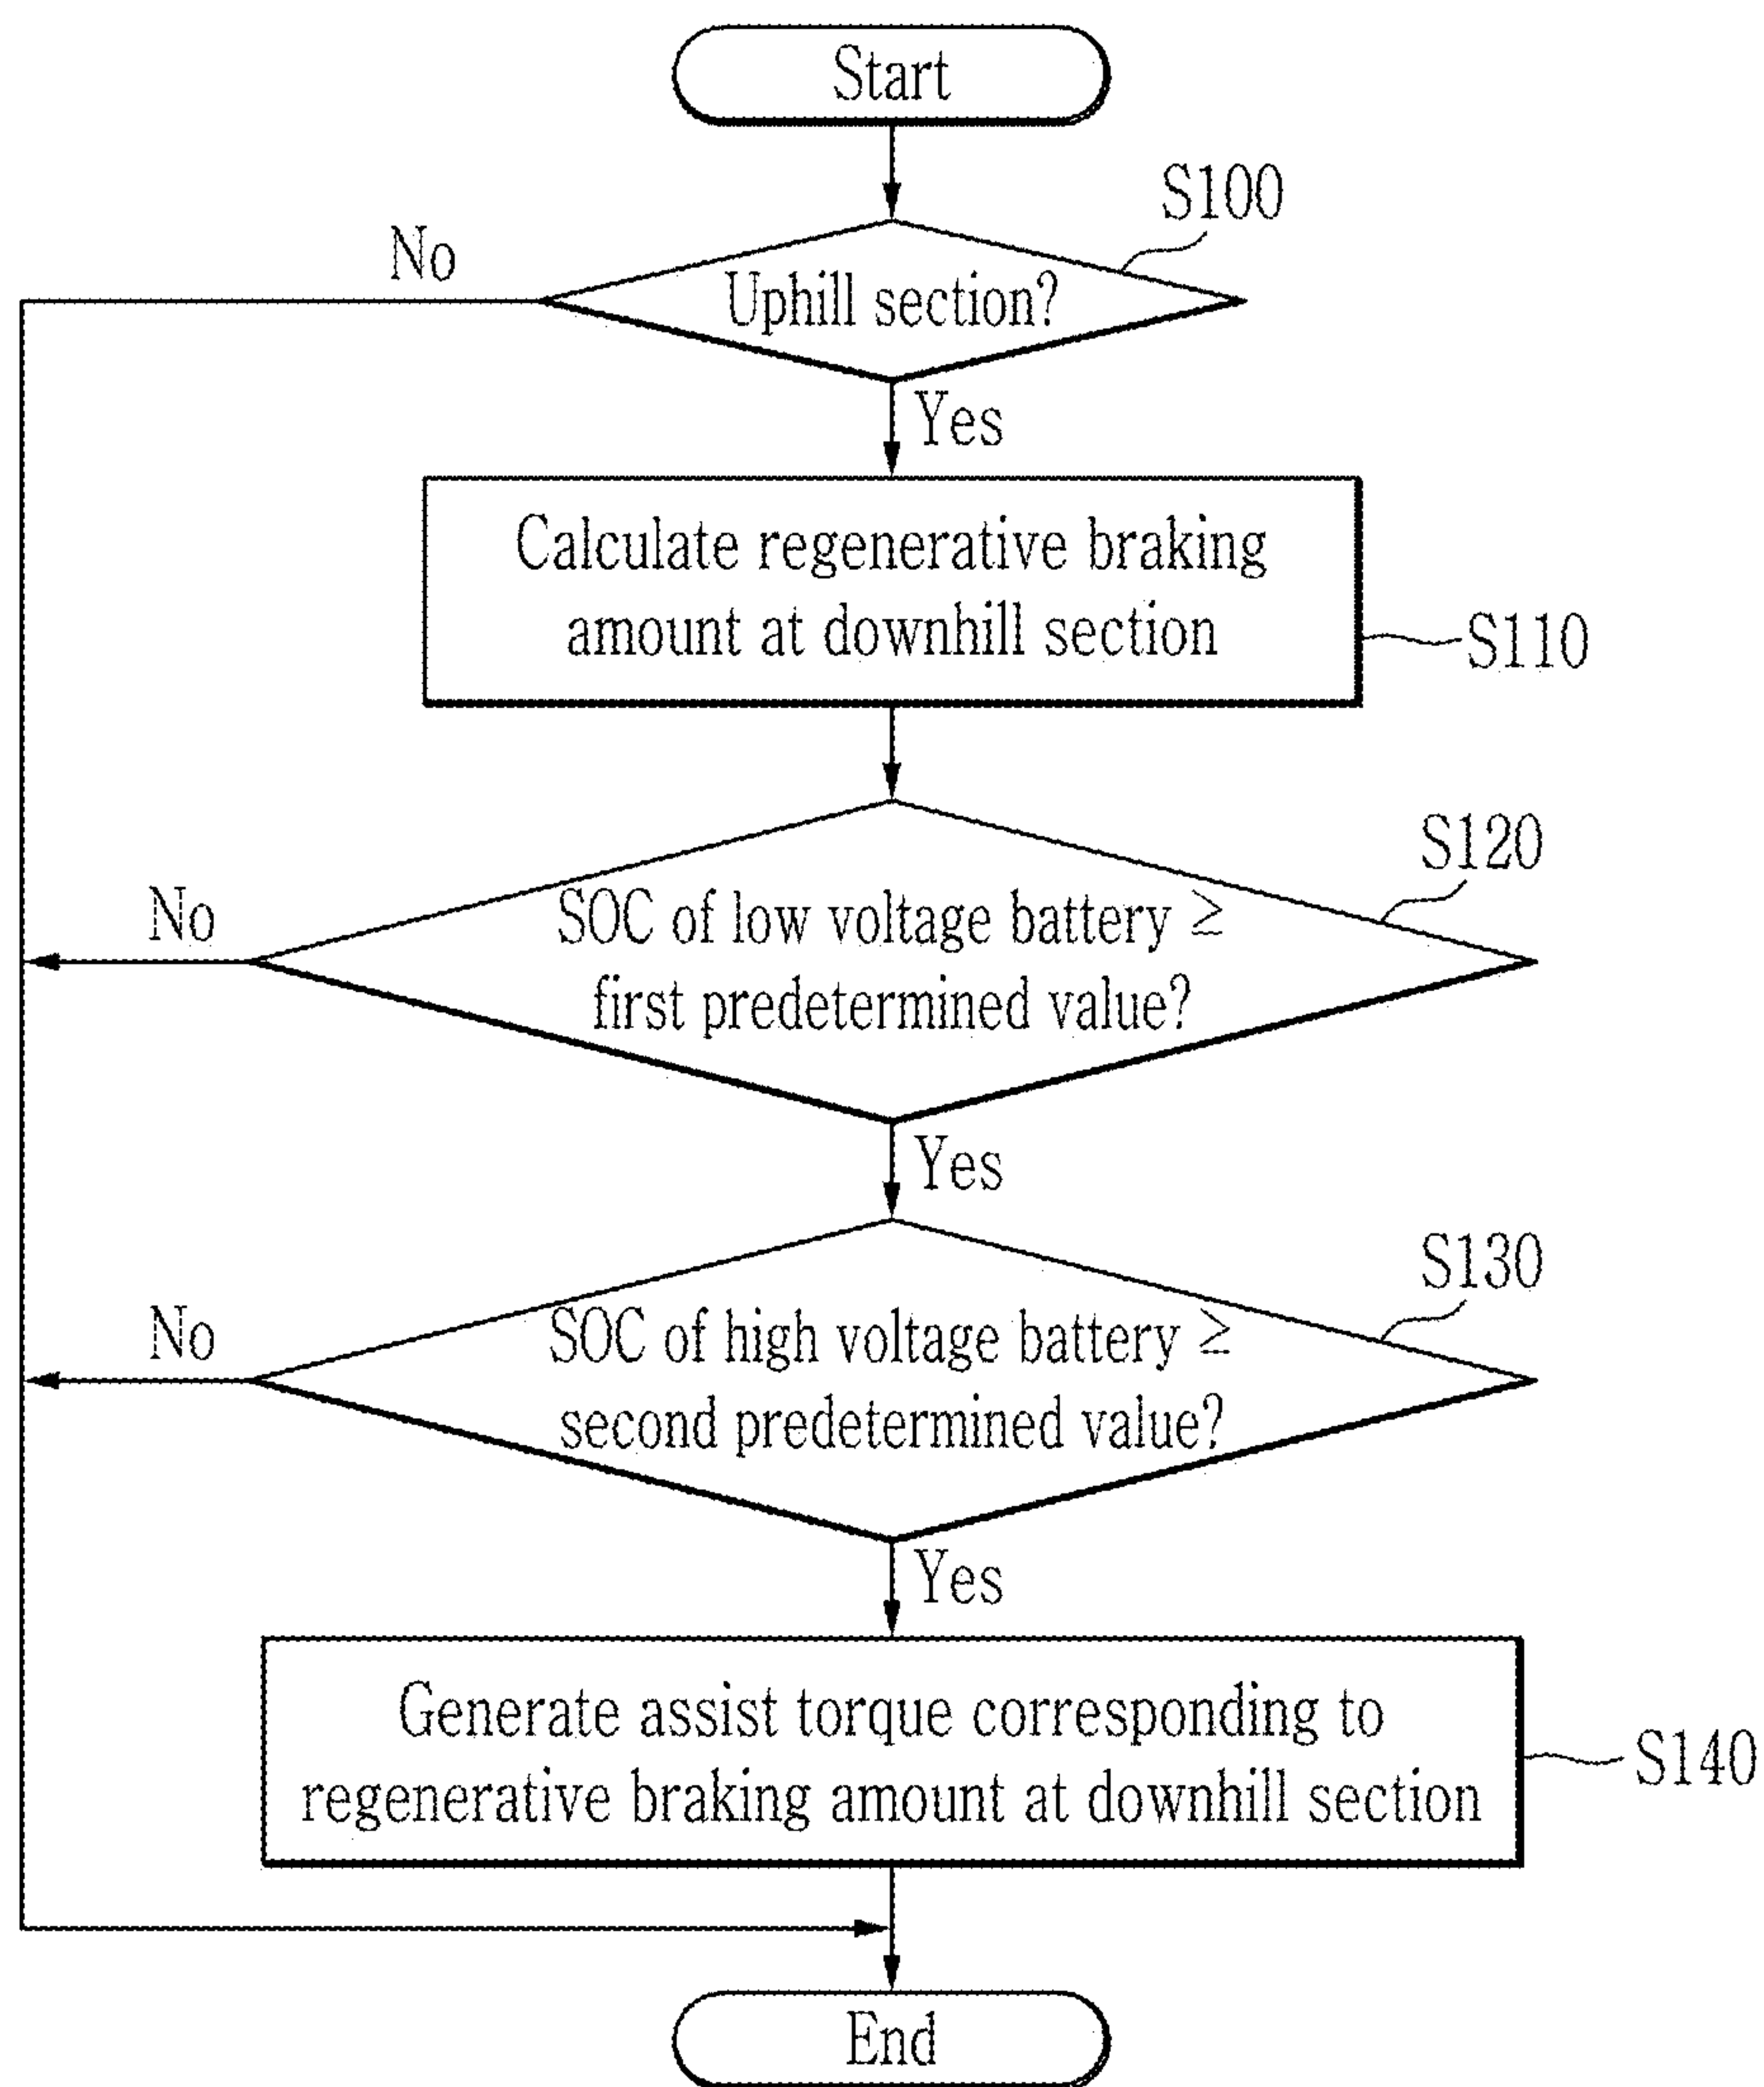 Start
S100
No
Uphill section?
Yes
Calculate regenerative braking
amount at downhill section
S110
S120
No
SOC of low voltage battery ≥
first predetermined value?
Yes
S130
No
SOC of high voltage battery ≥
second predetermined value?
Yes
Generate assist torque corresponding to
regenerative braking amount at downhill section
S140
End